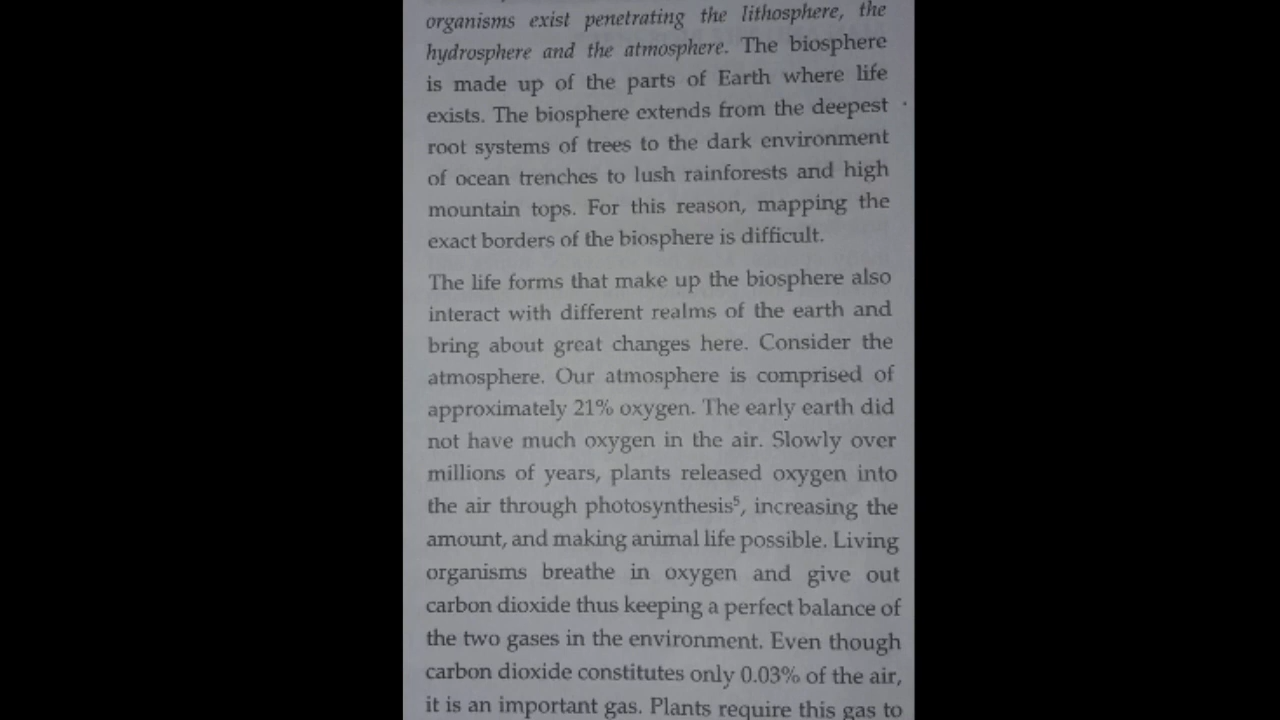 organisms exist penetrating the lithosphere, the
hydrosphere and the atmosphere. The biosphere
is made up of the parts of Earth where life
exists. The biosphere extends from the deepest
root systems of trees to the dark environment
of ocean trenches to lush rainforests and high
mountain tops. For this reason, mapping the
exact borders of the biosphere is difficult.
The life forms that make up the biosphere also
interact with different realms of the earth and
bring about great changes here. Consider the
atmosphere. Our atmosphere is comprised of
approximately 21% oxygen. The early earth did
not have much oxygen in the air. Slowly over
millions of years, plants released oxygen into
the air through photosynthesis⁵, increasing the
amount, and making animal life possible. Living
organisms breathe in oxygen and give out
carbon dioxide thus keeping a perfect balance of
the two gases in the environment. Even though
carbon dioxide constitutes only 0.03% of the air,
it is an important gas. Plants require this gas to